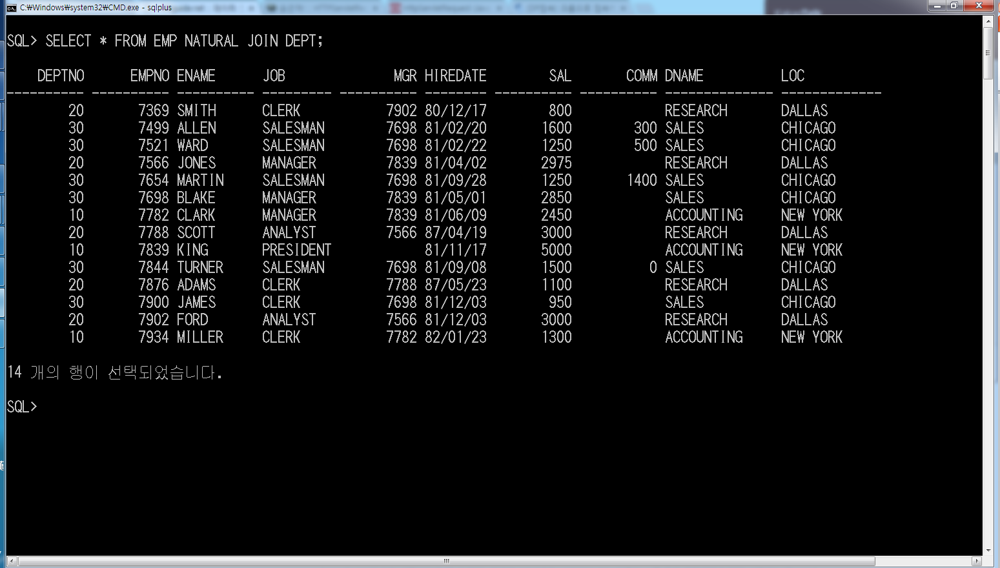 C:₩Windows₩system32₩CMD.exe - sqlplus
SQL> SELECT * FROM EMP NATURAL JOIN DEPT;
DEPTNO EMPNO ENAME JOB MGR HIREDATE SAL COMM DNAME LOC
---------- ---------- ---------- --------- ---------- -------- ---------- ---------- -------------- -------------
20 7369 SMITH CLERK 7902 80/12/17 800 RESEARCH DALLAS
30 7499 ALLEN SALESMAN 7698 81/02/20 1600 300 SALES CHICAGO
30 7521 WARD SALESMAN 7698 81/02/22 1250 500 SALES CHICAGO
20 7566 JONES MANAGER 7839 81/04/02 2975 RESEARCH DALLAS
30 7654 MARTIN SALESMAN 7698 81/09/28 1250 1400 SALES CHICAGO
30 7698 BLAKE MANAGER 7839 81/05/01 2850 SALES CHICAGO
10 7782 CLARK MANAGER 7839 81/06/09 2450 ACCOUNTING NEW YORK
20 7788 SCOTT ANALYST 7566 87/04/19 3000 RESEARCH DALLAS
10 7839 KING PRESIDENT 81/11/17 5000 ACCOUNTING NEW YORK
30 7844 TURNER SALESMAN 7698 81/09/08 1500 0 SALES CHICAGO
20 7876 ADAMS CLERK 7788 87/05/23 1100 RESEARCH DALLAS
30 7900 JAMES CLERK 7698 81/12/03 950 SALES CHICAGO
20 7902 FORD ANALYST 7566 81/12/03 3000 RESEARCH DALLAS
10 7934 MILLER CLERK 7782 82/01/23 1300 ACCOUNTING NEW YORK
14 개의 행이 선택되었습니다.
SQL>